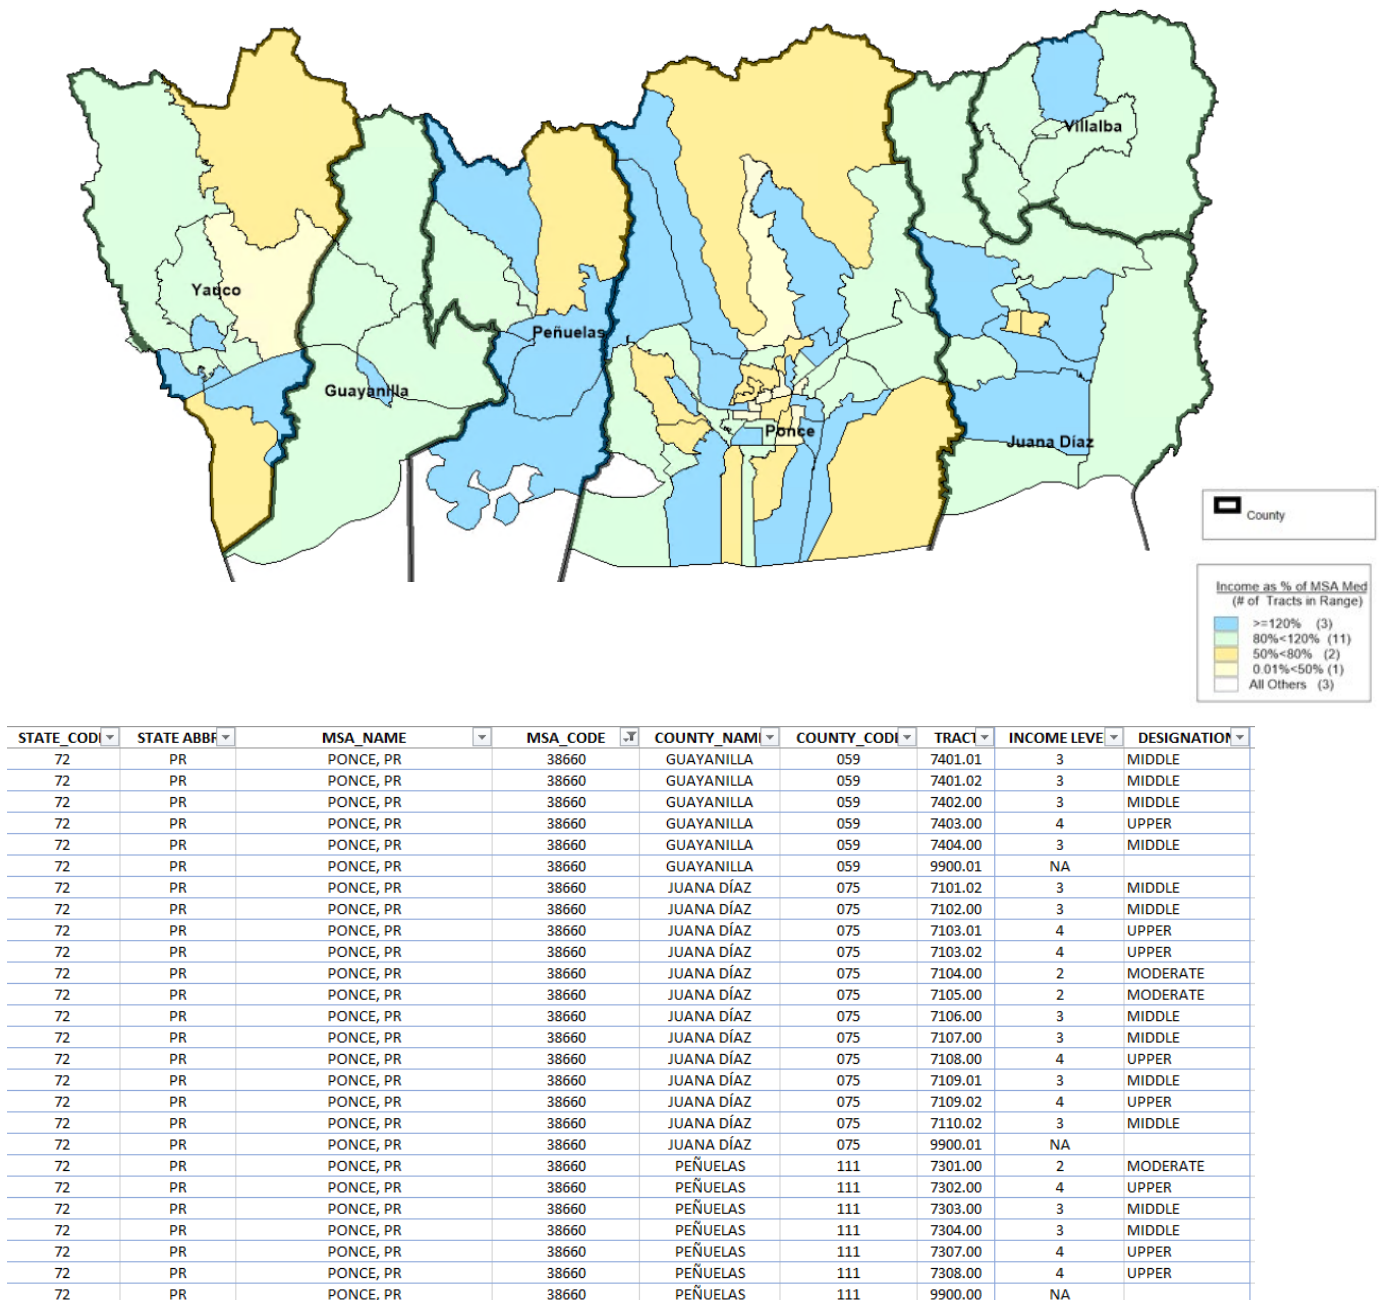 Villalba
Yauco
Peñuelas
Guayanilla
Ponce
Juana Díaz
County
Income as % of MSA Med
(# of Tracts in Range)
>=120% (3)
80%<120% (11)
50%<80% (2)
0.01%<50% (1)
All Others (3)
STATE_CODI STATE ABBR MSA_NAME MSA_CODE COUNTY_NAMI COUNTY_CODI TRACT INCOME LEVE DESIGNATION
72 PR PONCE, PR 38660 GUAYANILLA 059 7401.01 3 MIDDLE
72 PR PONCE, PR 38660 GUAYANILLA 059 7401.02 3 MIDDLE
72 PR PONCE, PR 38660 GUAYANILLA 059 7402.00 3 MIDDLE
72 PR PONCE, PR 38660 GUAYANILLA 059 7403.00 4 UPPER
72 PR PONCE, PR 38660 GUAYANILLA 059 7404.00 3 MIDDLE
72 PR PONCE, PR 38660 GUAYANILLA 059 9900.01 NA
72 PR PONCE, PR 38660 JUANA DÍAZ 075 7101.02 3 MIDDLE
72 PR PONCE, PR 38660 JUANA DÍAZ 075 7102.00 3 MIDDLE
72 PR PONCE, PR 38660 JUANA DÍAZ 075 7103.01 4 UPPER
72 PR PONCE, PR 38660 JUANA DÍAZ 075 7103.02 4 UPPER
72 PR PONCE, PR 38660 JUANA DÍAZ 075 7104.00 2 MODERATE
72 PR PONCE, PR 38660 JUANA DÍAZ 075 7105.00 2 MODERATE
72 PR PONCE, PR 38660 JUANA DÍAZ 075 7106.00 3 MIDDLE
72 PR PONCE, PR 38660 JUANA DÍAZ 075 7107.00 3 MIDDLE
72 PR PONCE, PR 38660 JUANA DÍAZ 075 7108.00 4 UPPER
72 PR PONCE, PR 38660 JUANA DÍAZ 075 7109.01 3 MIDDLE
72 PR PONCE, PR 38660 JUANA DÍAZ 075 7109.02 4 UPPER
72 PR PONCE, PR 38660 JUANA DÍAZ 075 7110.02 3 MIDDLE
72 PR PONCE, PR 38660 JUANA DÍAZ 075 9900.01 NA
72 PR PONCE, PR 38660 PEÑUELAS 111 7301.00 2 MODERATE
72 PR PONCE, PR 38660 PEÑUELAS 111 7302.00 4 UPPER
72 PR PONCE, PR 38660 PEÑUELAS 111 7303.00 3 MIDDLE
72 PR PONCE, PR 38660 PEÑUELAS 111 7304.00 3 MIDDLE
72 PR PONCE, PR 38660 PEÑUELAS 111 7307.00 4 UPPER
72 PR PONCE, PR 38660 PEÑUELAS 111 7308.00 4 UPPER
72 PR PONCE, PR 38660 PEÑUELAS 111 9900.00 NA